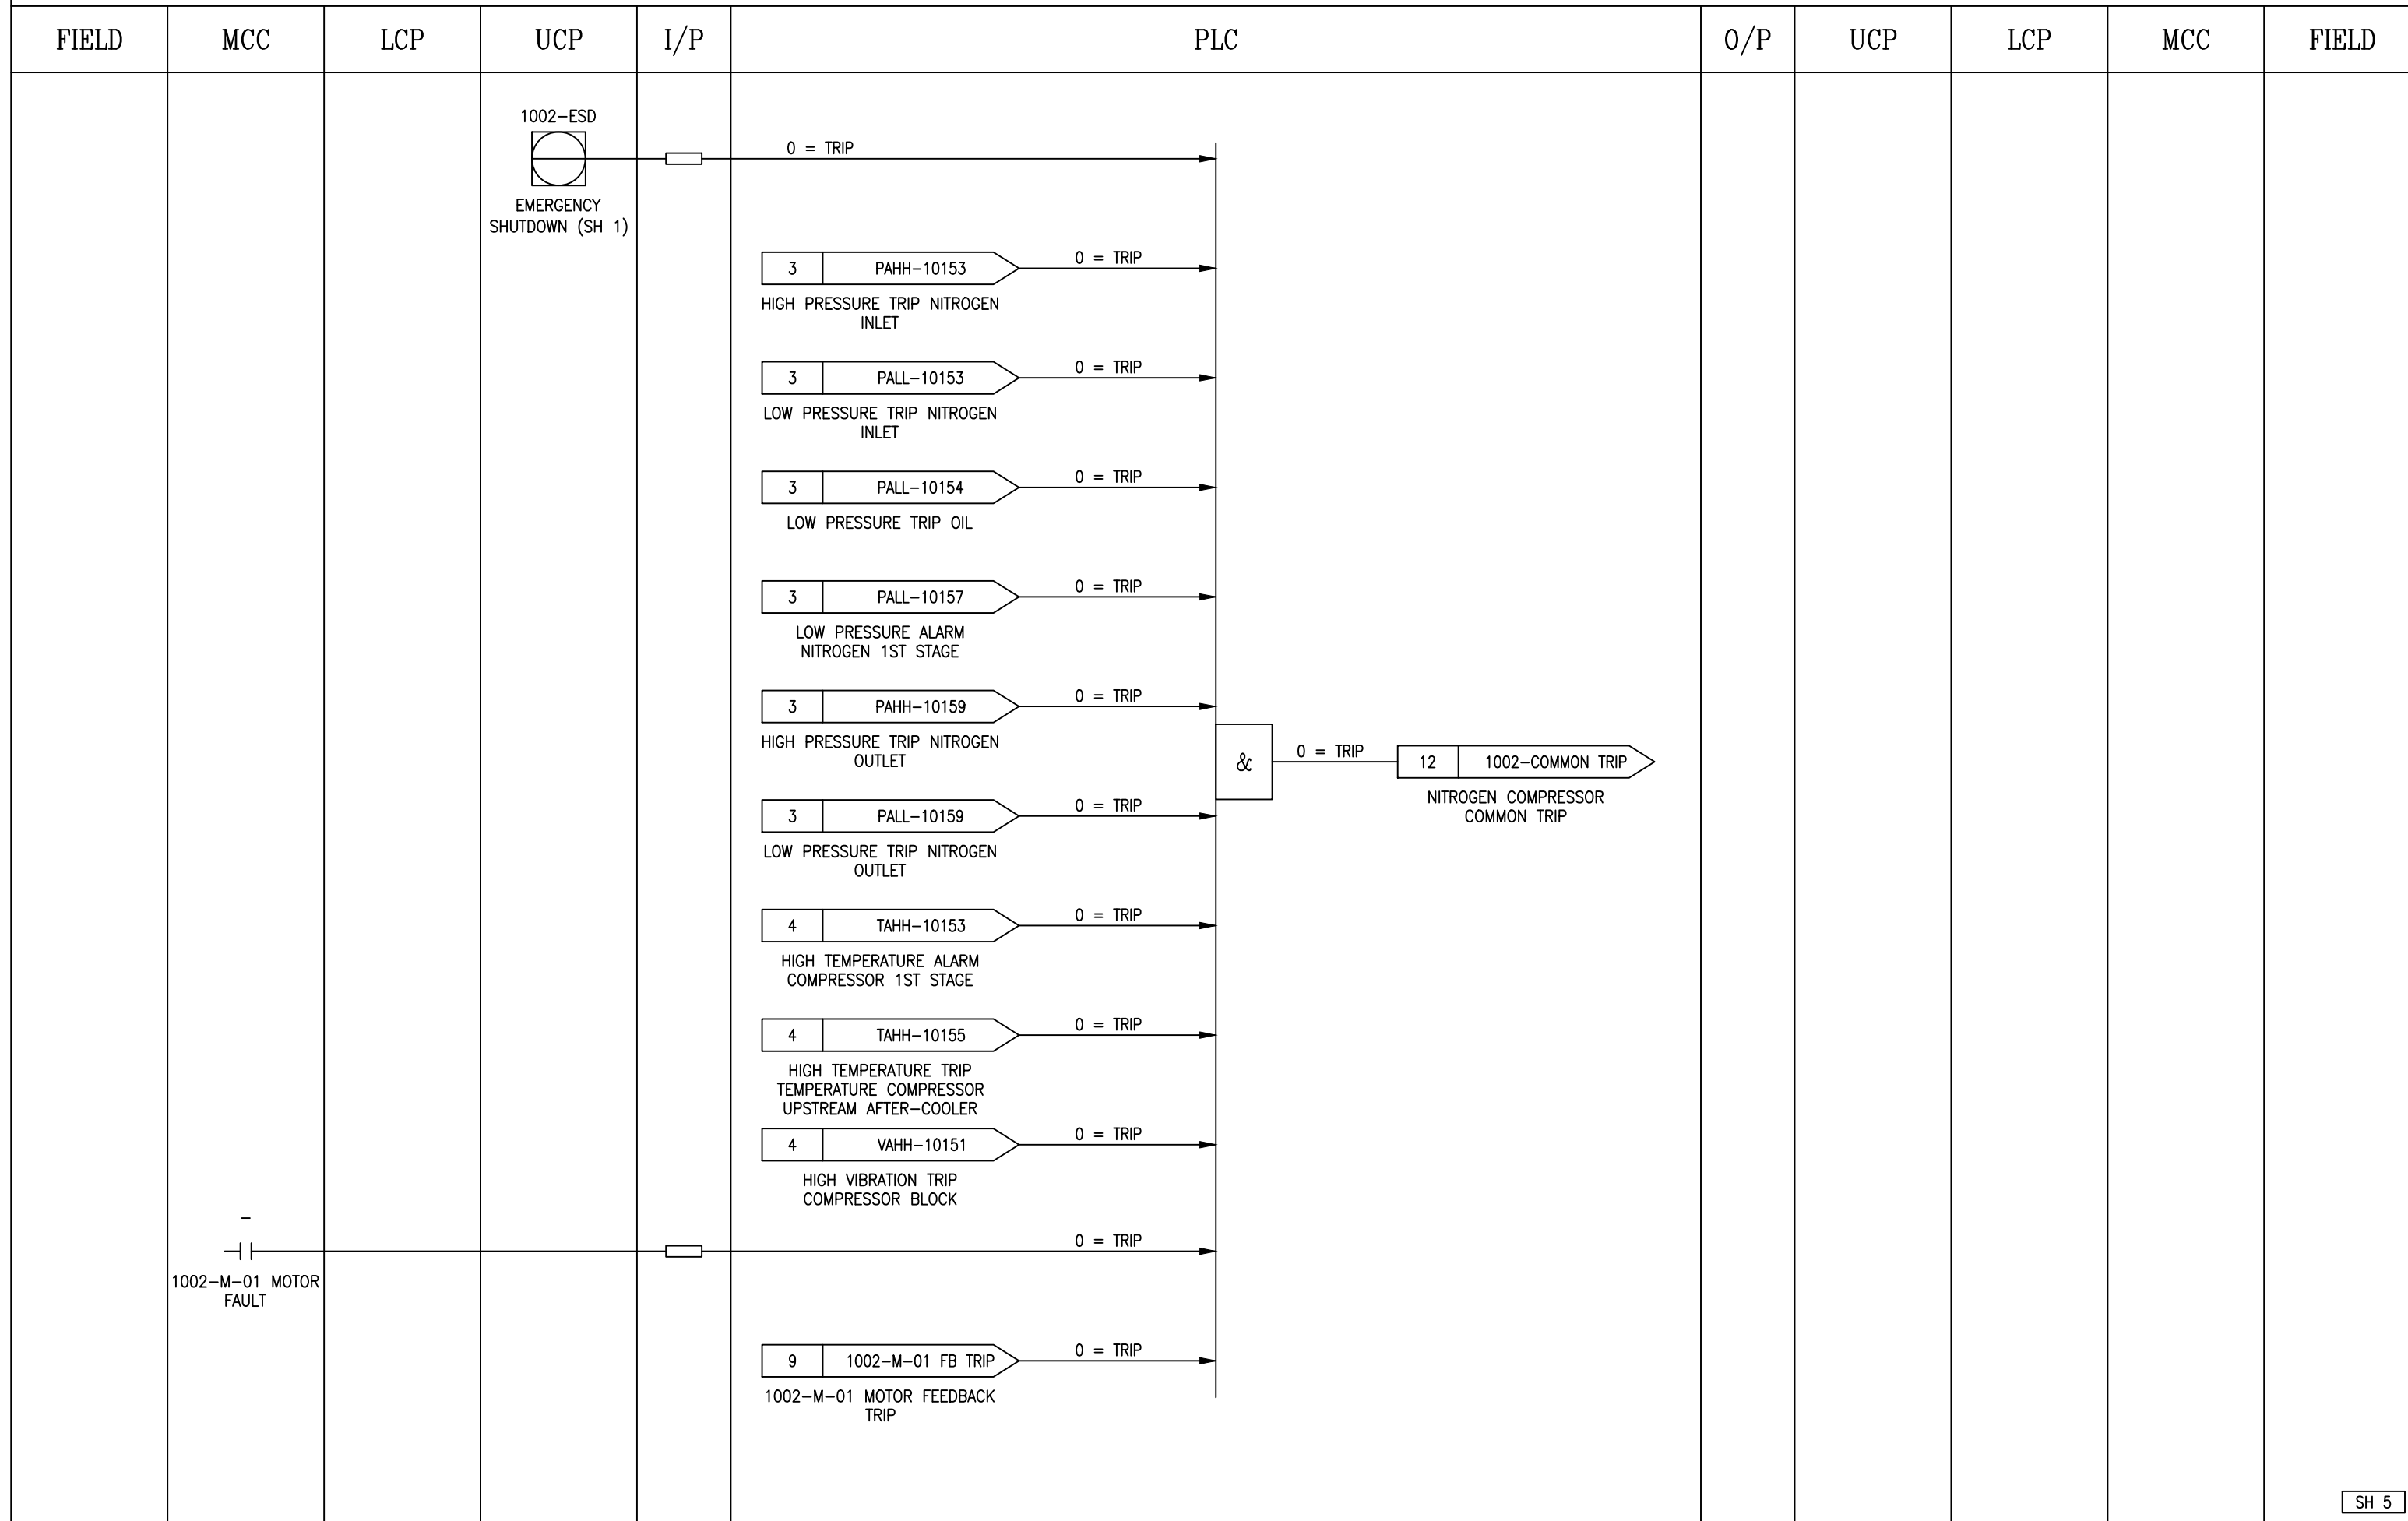 FIELD MCC LCP UCP I/P PLC O/P UCP LCP MCC FIELD
1002-ESD
0 = TRIP
EMERGENCY
SHUTDOWN (SH 1)
3 PAHH-10153 0 = TRIP
HIGH PRESSURE TRIP NITROGEN
INLET
3 PALL-10153 0 = TRIP
LOW PRESSURE TRIP NITROGEN
INLET
3 PALL-10154 0 = TRIP
LOW PRESSURE TRIP OIL
3 PALL-10157 0 = TRIP
LOW PRESSURE ALARM
NITROGEN 1ST STAGE
3 PAHH-10159 0 = TRIP
HIGH PRESSURE TRIP NITROGEN
OUTLET
& 0 = TRIP 12 1002-COMMON TRIP
NITROGEN COMPRESSOR
COMMON TRIP
3 PALL-10159 0 = TRIP
LOW PRESSURE TRIP NITROGEN
OUTLET
4 TAHH-10153 0 = TRIP
HIGH TEMPERATURE ALARM
COMPRESSOR 1ST STAGE
4 TAHH-10155 0 = TRIP
HIGH TEMPERATURE TRIP
TEMPERATURE COMPRESSOR
UPSTREAM AFTER-COOLER
4 VAHH-10151 0 = TRIP
HIGH VIBRATION TRIP
COMPRESSOR BLOCK
-
0 = TRIP
1002-M-01 MOTOR
FAULT
9 1002-M-01 FB TRIP 0 = TRIP
1002-M-01 MOTOR FEEDBACK
TRIP
SH 5